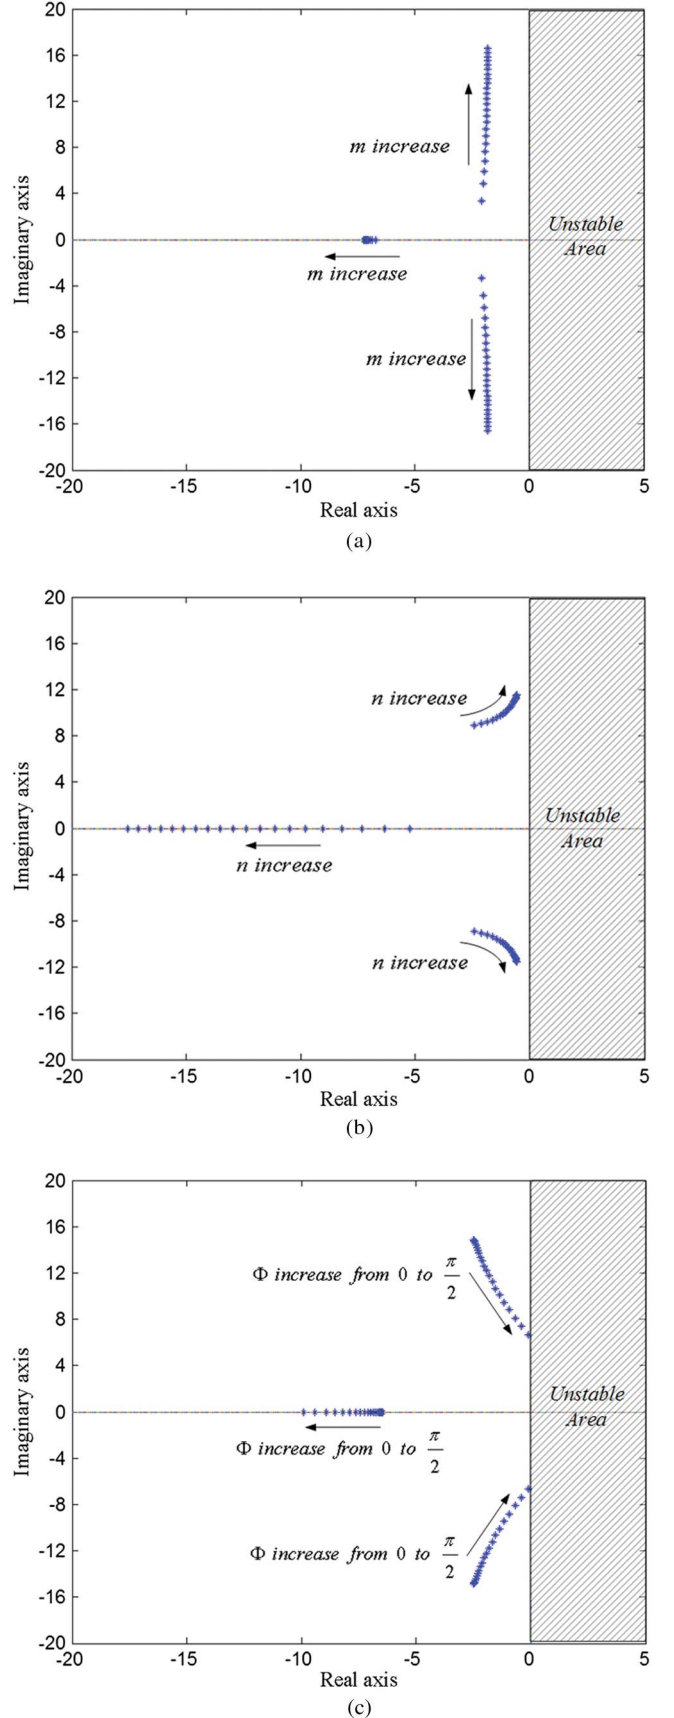 20
16
12
8
4
0
-4
-8
-12
-16
-20
Imaginary axis
m increase
m increase
m increase
Unstable
Area
-20 -15 -10 -5 0 5
Real axis
(a)
20
16
12
8
4
0
-4
-8
-12
-16
-20
Imaginary axis
n increase
n increase
n increase
Unstable
Area
-20 -15 -10 -5 0 5
Real axis
(b)
20
16
12
8
4
0
-4
-8
-12
-16
-20
Imaginary axis
Φ increase from 0 to π/2
Φ increase from 0 to π/2
Φ increase from 0 to π/2
Unstable
Area
-20 -15 -10 -5 0 5
Real axis
(c)